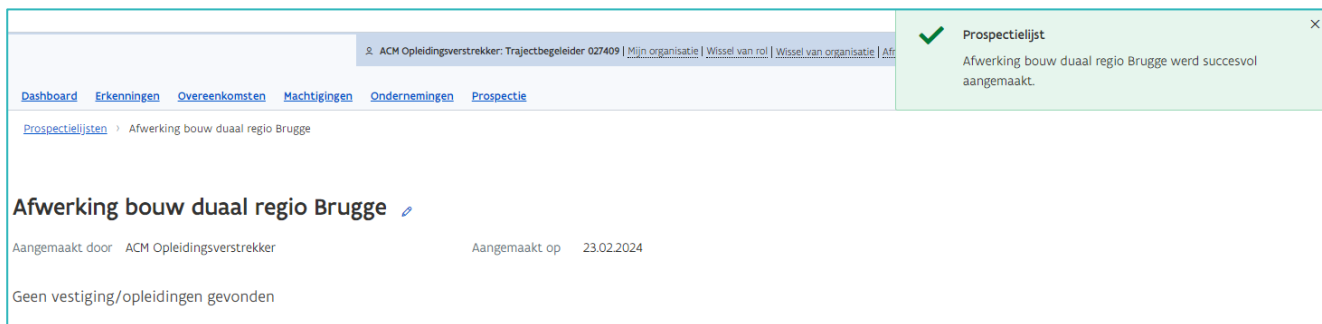 ACM Opleidingsverstrekker: Trajectbegeleider 027409 | Mijn organisatie | Wissel van rol | Wissel van organisatie | Af
Prospectielijst
Afwerking bouw duaal regio Brugge werd succesvol
aangemaakt.
Dashboard Erkenningen Overeenkomsten Machtigingen Ondernemingen Prospectie
Prospectielijsten Afwerking bouw duaal regio Brugge
Afwerking bouw duaal regio Brugge
Aangemaakt door ACM Opleidingsverstrekker Aangemaakt op 23.02.2024
Geen vestiging/opleidingen gevonden